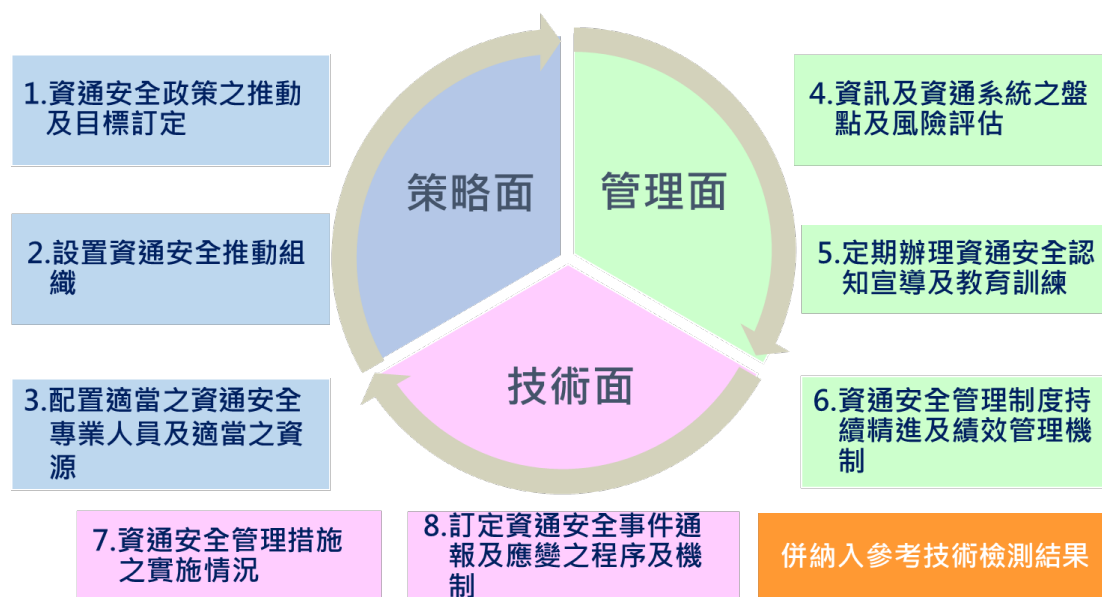 1.資通安全政策之推動
及目標訂定
2.設置資通安全推動組
織
3.配置適當之資通安全
專業人員及適當之資
源
策略面
管理面
技術面
4.資訊及資通系統之盤
點及風險評估
5.定期辦理資通安全認
知宣導及教育訓練
6.資通安全管理制度持
續精進及績效管理機
制
7.資通安全管理措施
之實施情況
8.訂定資通安全事件通
報及應變之程序及機
制
併納入參考技術檢測結果